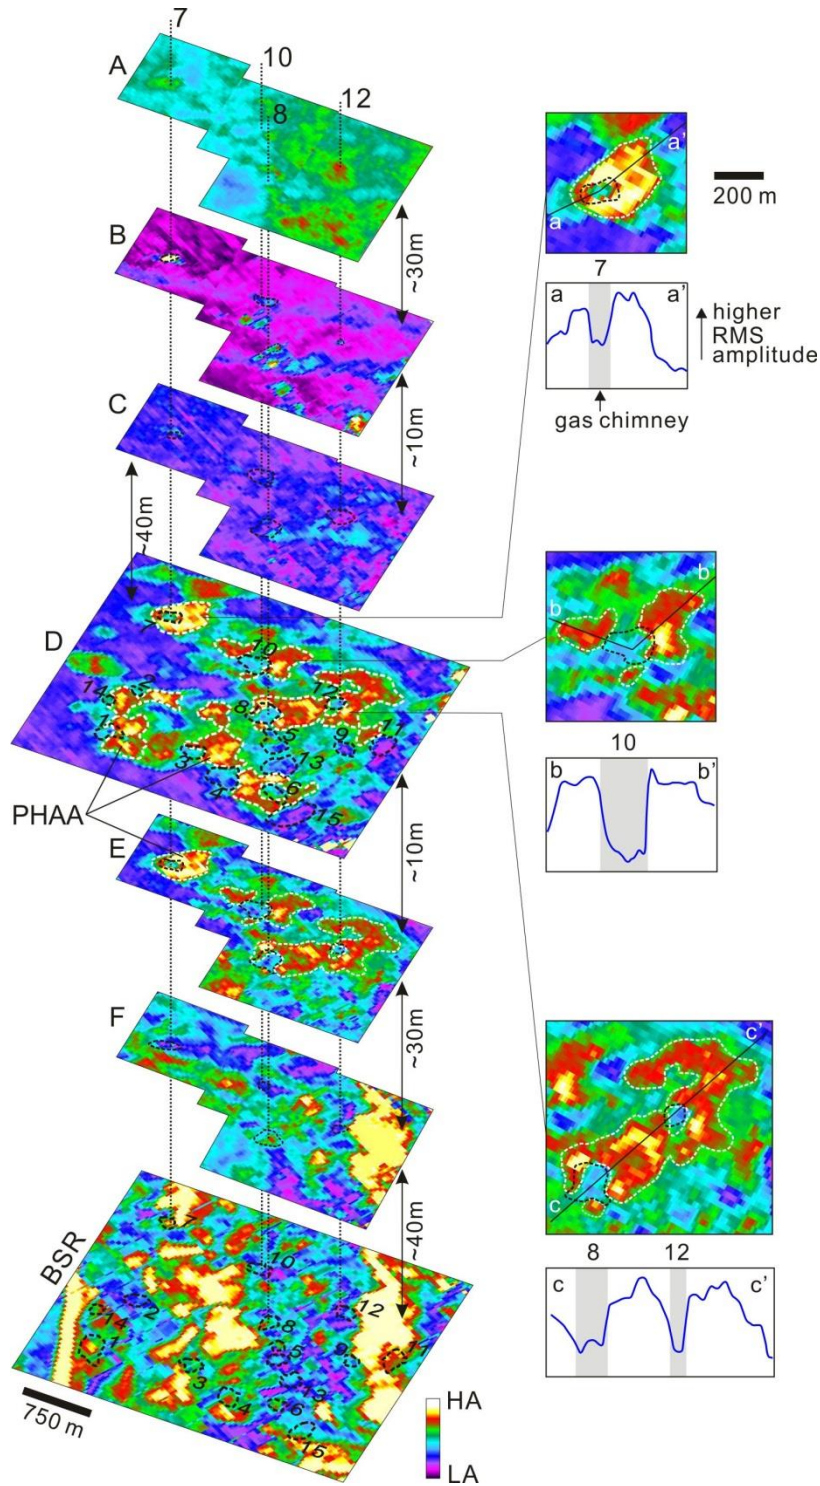 7
10
A
8
12
a'
a
200 m
~30m
B
7
a
a'
higher
RMS
amplitude
gas chimney
~10m
C
~40m
D
7
10
14
2
8
12
1
5
9
11
3
13
4
6
15
PHAA
b
b'
10
b
b'
~10m
E
~30m
F
c'
c
8
12
c
c'
~40m
BSR
7
10
14
2
8
12
1
5
9
11
3
13
4
6
15
750 m
HA
LA